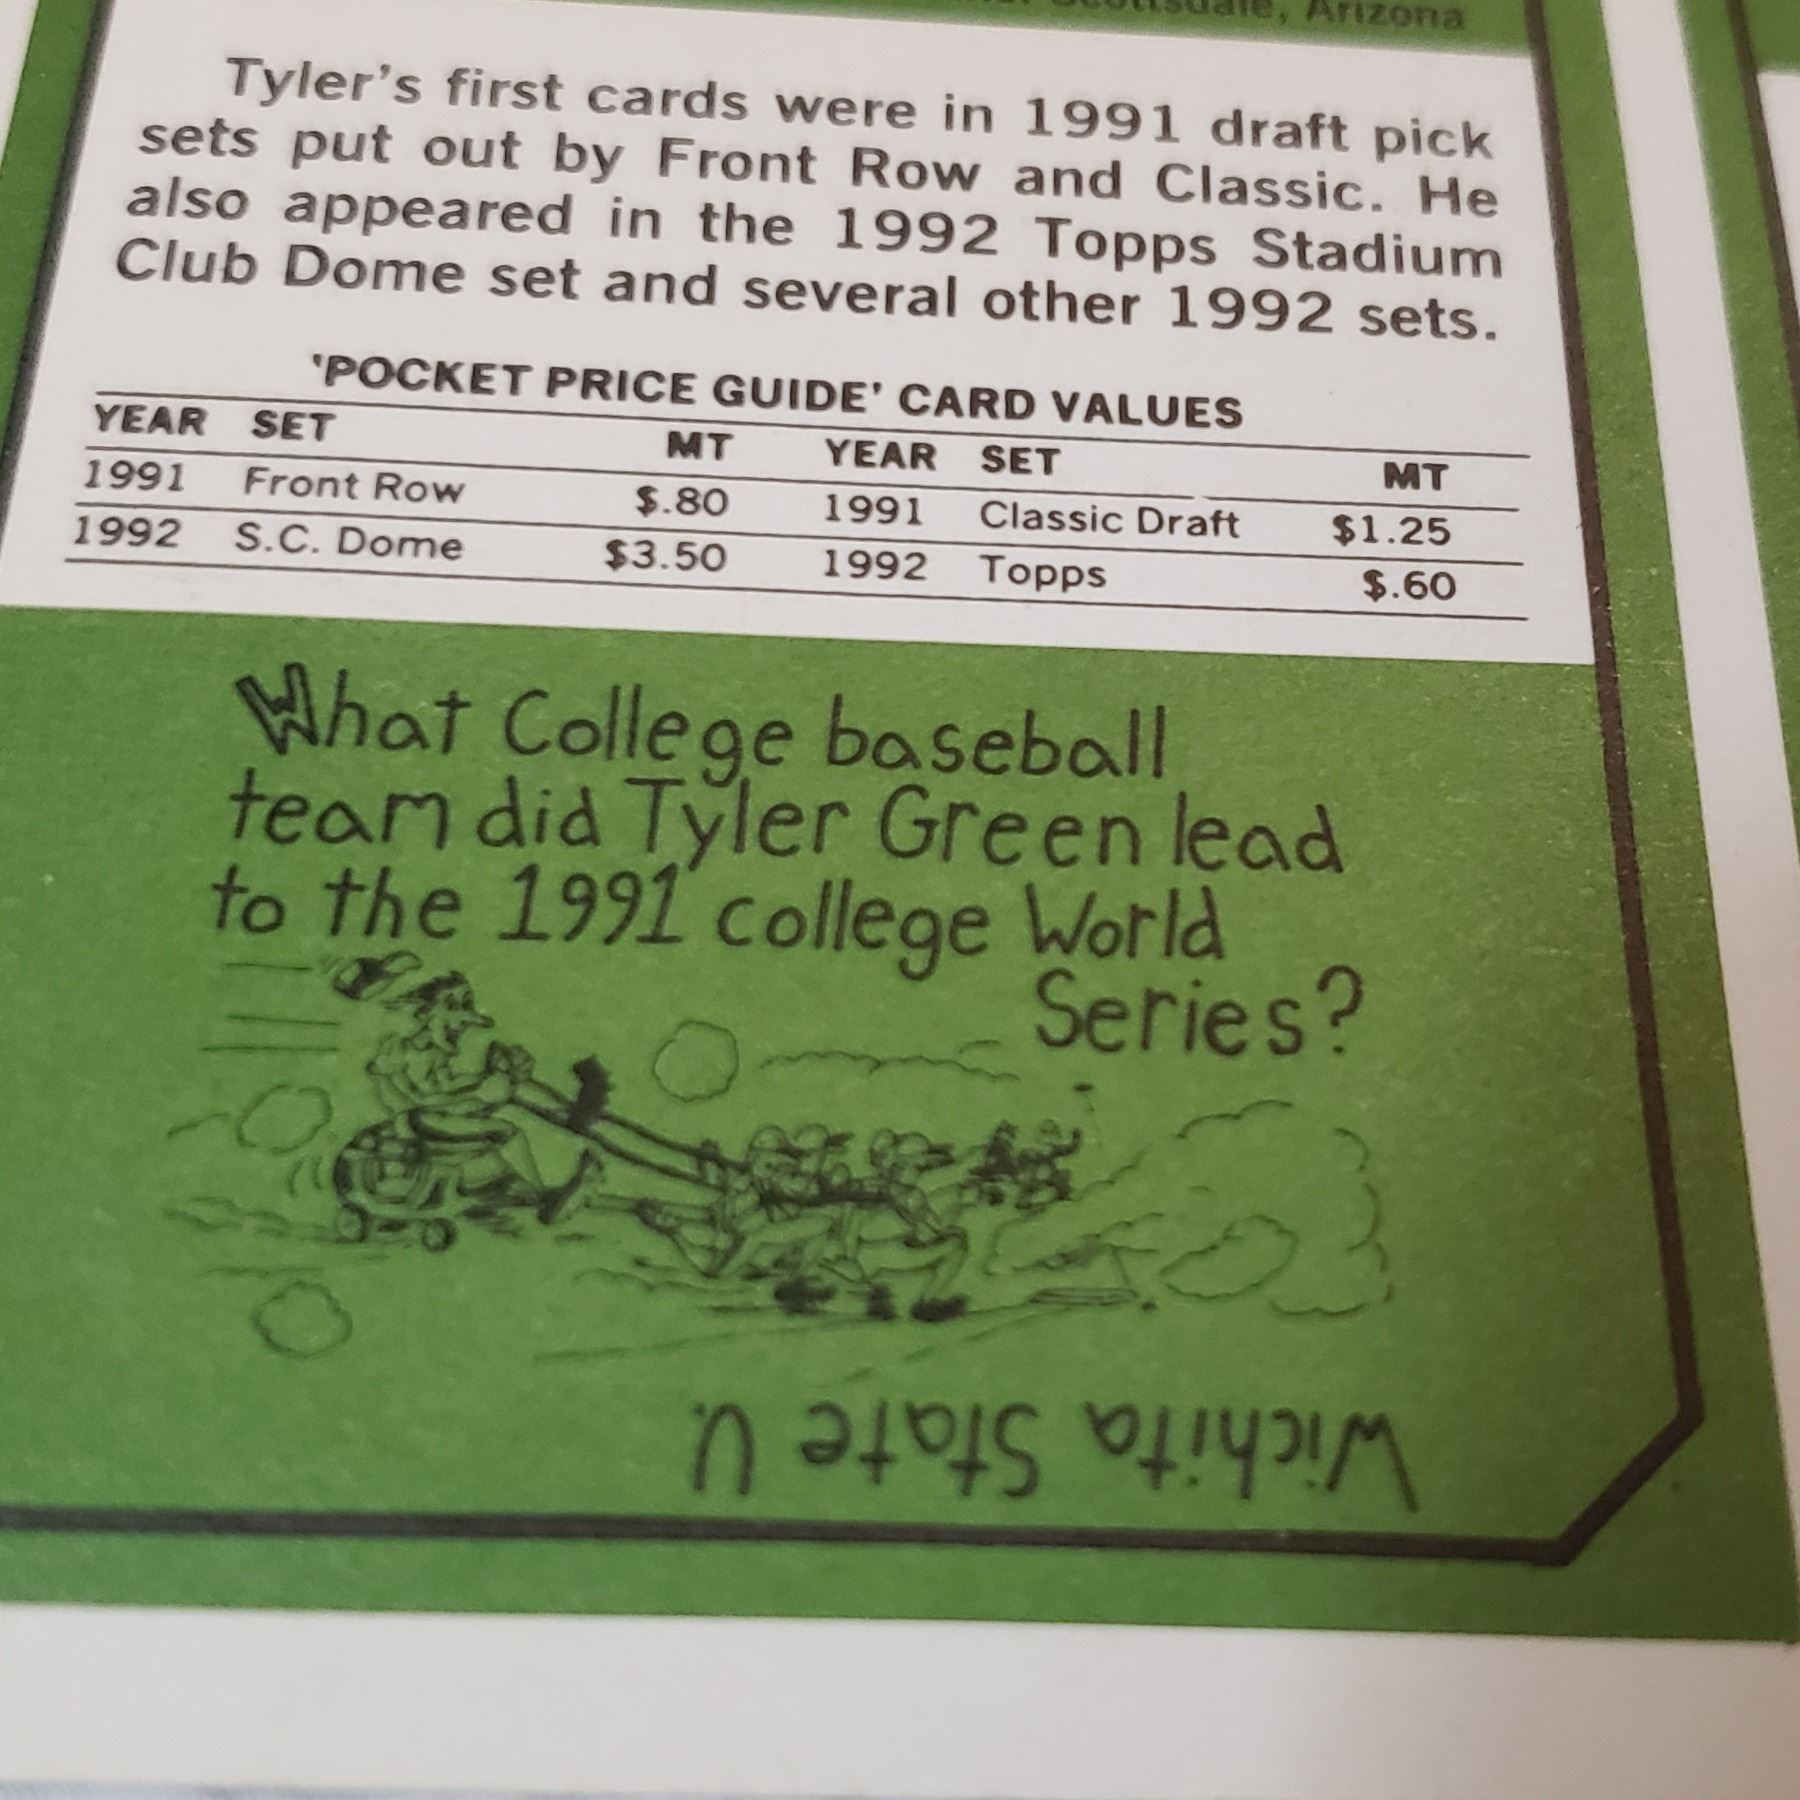 Scottsdale, Arizona
Tyler's first cards were in 1991 draft pick
sets put out by Front Row and Classic. He
also appeared in the 1992 Topps Stadium
Club Dome set and several other 1992 sets.
'POCKET PRICE GUIDE' CARD VALUES
YEAR SET MT YEAR SET MT
1991 Front Row $.80 1991 Classic Draft $1.25
1992 S.C. Dome $3.50 1992 Topps $.60
What College baseball
team did Tyler Green lead
to the 1991 college World
Series?
Wichita State U.